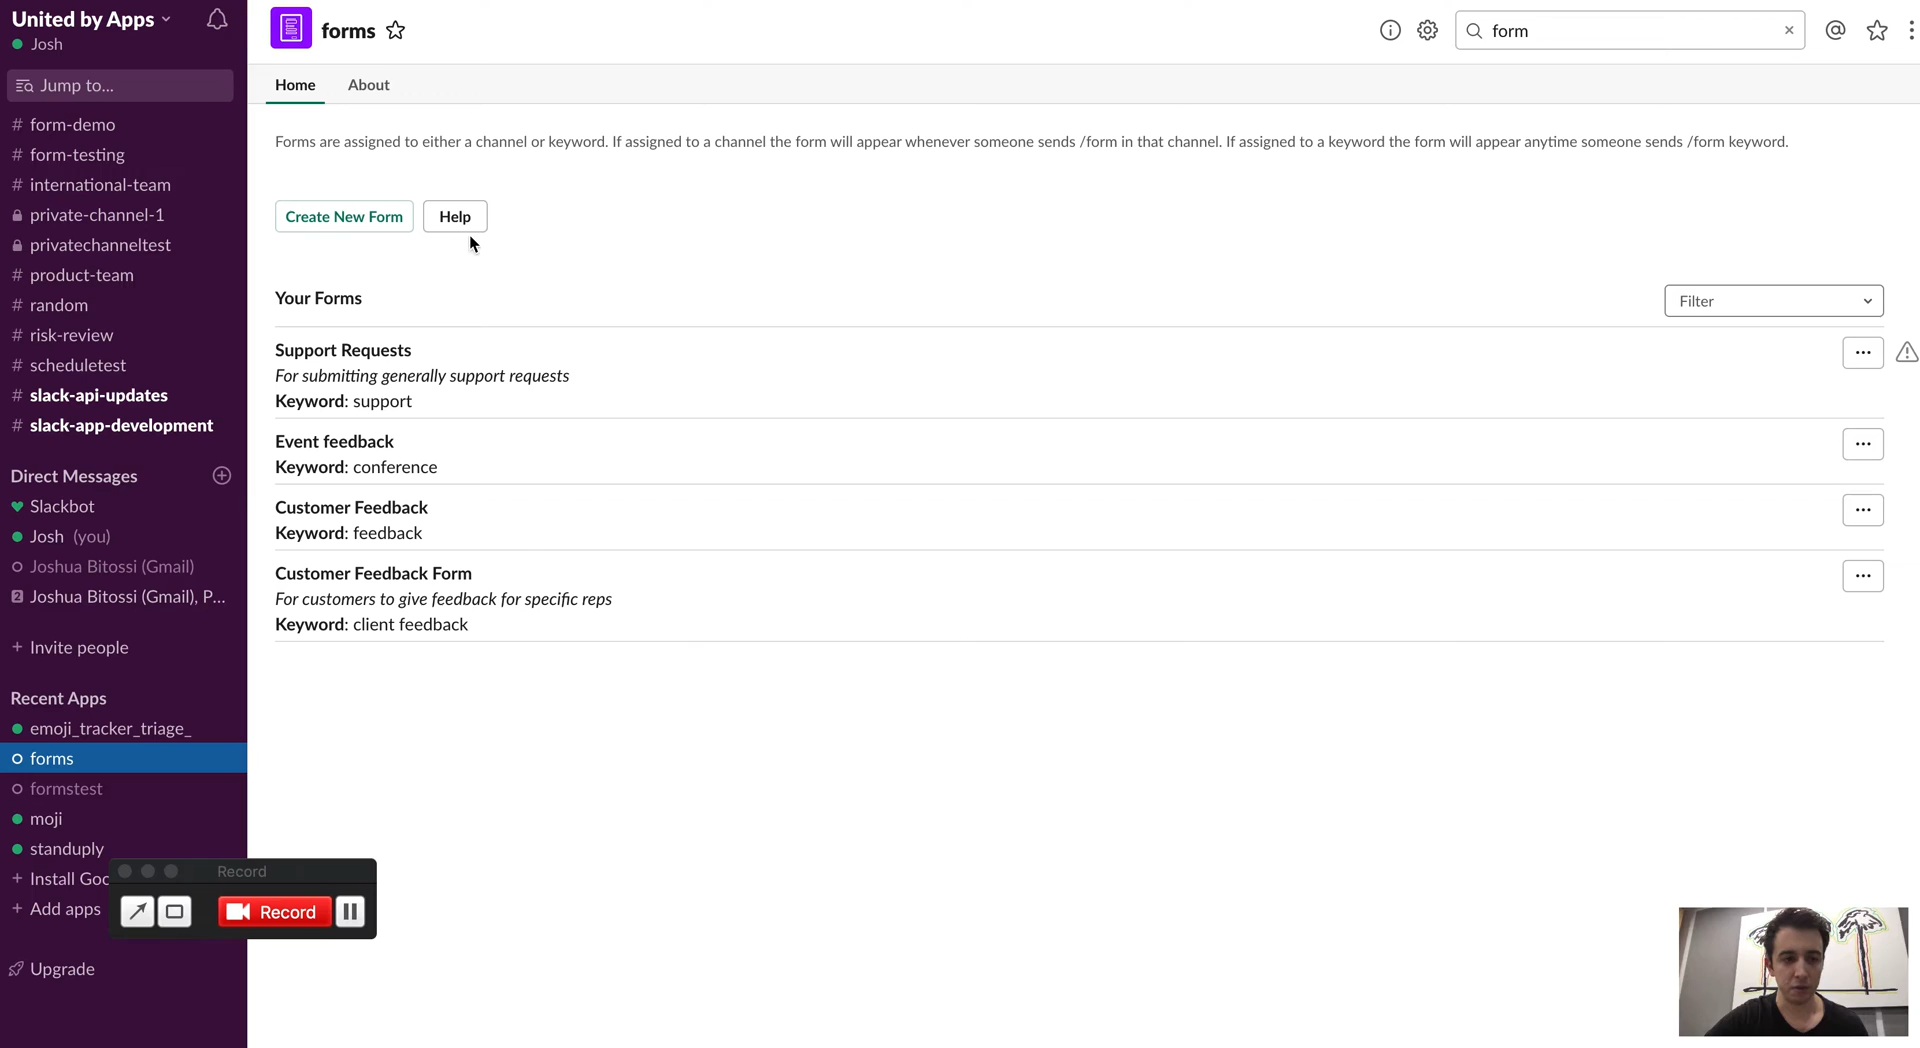 United by Apps
Josh
Jump to...
# form-demo
# form-testing
# international-team
private-channel-1
privatechanneltest
# product-team
# random
# risk-review
# scheduletest
# slack-api-updates
# slack-app-development
Direct Messages
Slackbot
Josh (you)
Joshua Bitossi (Gmail)
2 Joshua Bitossi (Gmail), P...
+ Invite people
Recent Apps
emoji_tracker_triage_
forms
formstest
moji
standuply
+ Install Goo
+ Add apps
Upgrade
forms
form
Home About
Forms are assigned to either a channel or keyword. If assigned to a channel the form will appear whenever someone sends /form in that channel. If assigned to a keyword the form will appear anytime someone sends /form keyword.
Create New Form Help
Your Forms
Filter
Support Requests
For submitting generally support requests
Keyword: support
Event feedback
Keyword: conference
Customer Feedback
Keyword: feedback
Customer Feedback Form
For customers to give feedback for specific reps
Keyword: client feedback
Record
Record